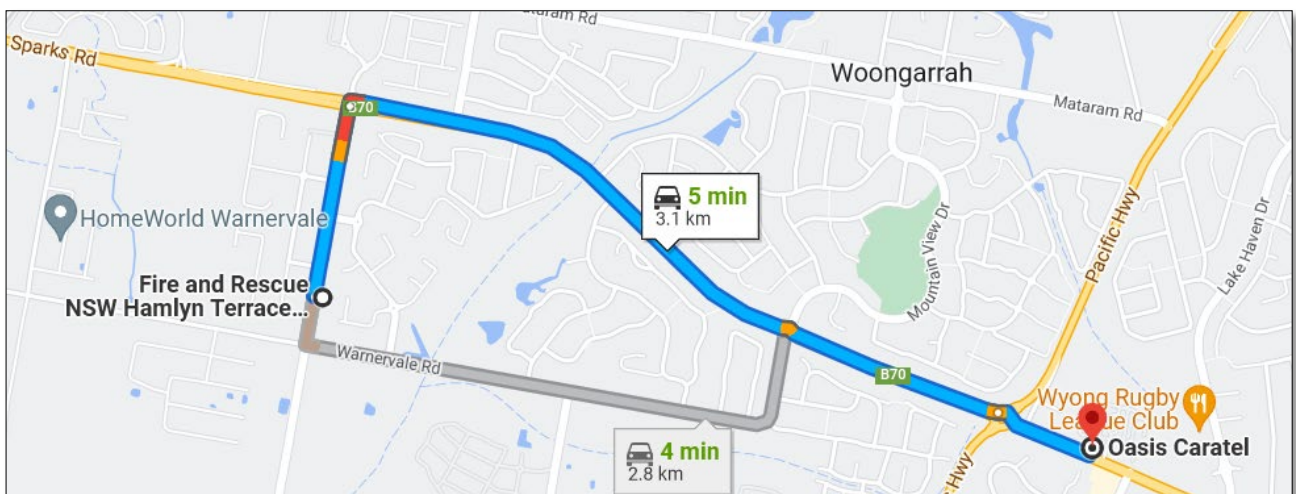 Mataram Rd
Sparks Rd
Woongarrah
B70
Mataram Rd
5 min
3.1 km
HomeWorld Warnervale
Mountain View Dr
Pacific Hwy
Lake Haven Dr
Fire and Rescue
NSW Hamlyn Terrace...
Warnervale Rd
B70
Wyong Rugby
League Club
Oasis Caratel
4 min
2.8 km
Hwy